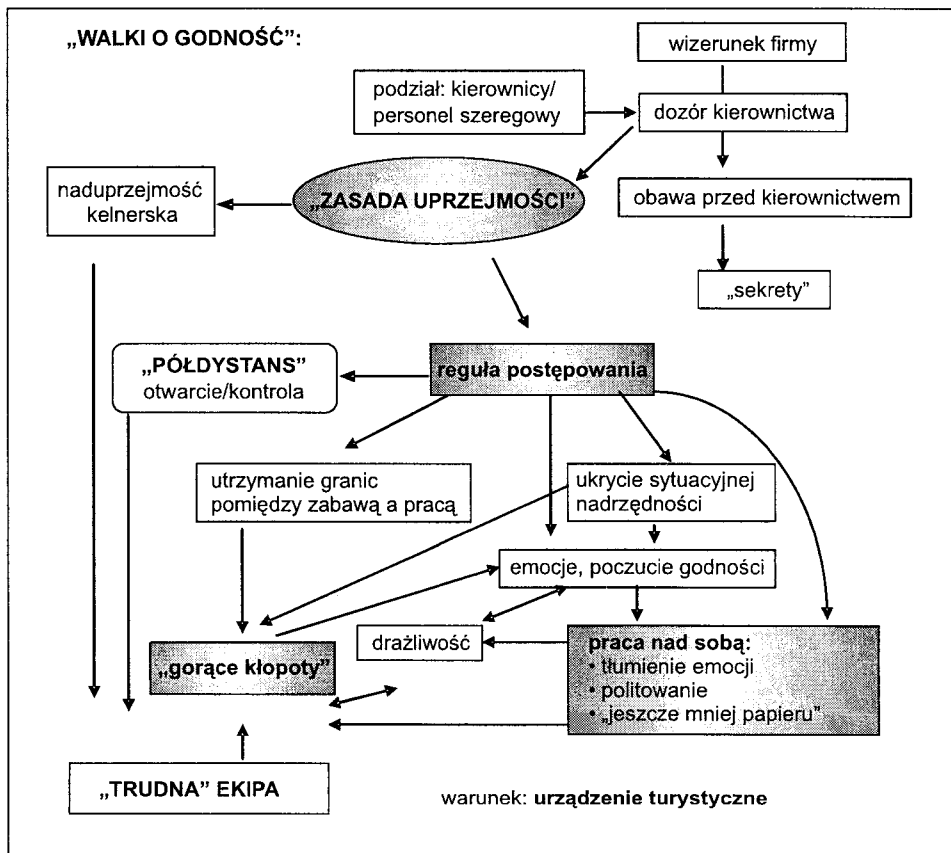 „WALKI O GODNOŚĆ”:
wizerunek firmy
podział: kierownicy/
personel szeregowy
dozór kierownictwa
naduprzejmość
kelnerska
„ZASADA UPRZEJMOŚCI”
obawa przed kierownictwem
„sekrety”
„PÓŁDYSTANS”
otwarcie/kontrola
reguła postępowania
utrzymanie granic
pomiędzy zabawą a pracą
ukrycie sytuacyjnej
nadrzędności
emocje, poczucie godności
drażliwość
„gorące kłopoty”
praca nad sobą:
• tłumienie emocji
• politowanie
• „jeszcze mniej papieru”
„TRUDNA” EKIPA
warunek: urządzenie turystyczne